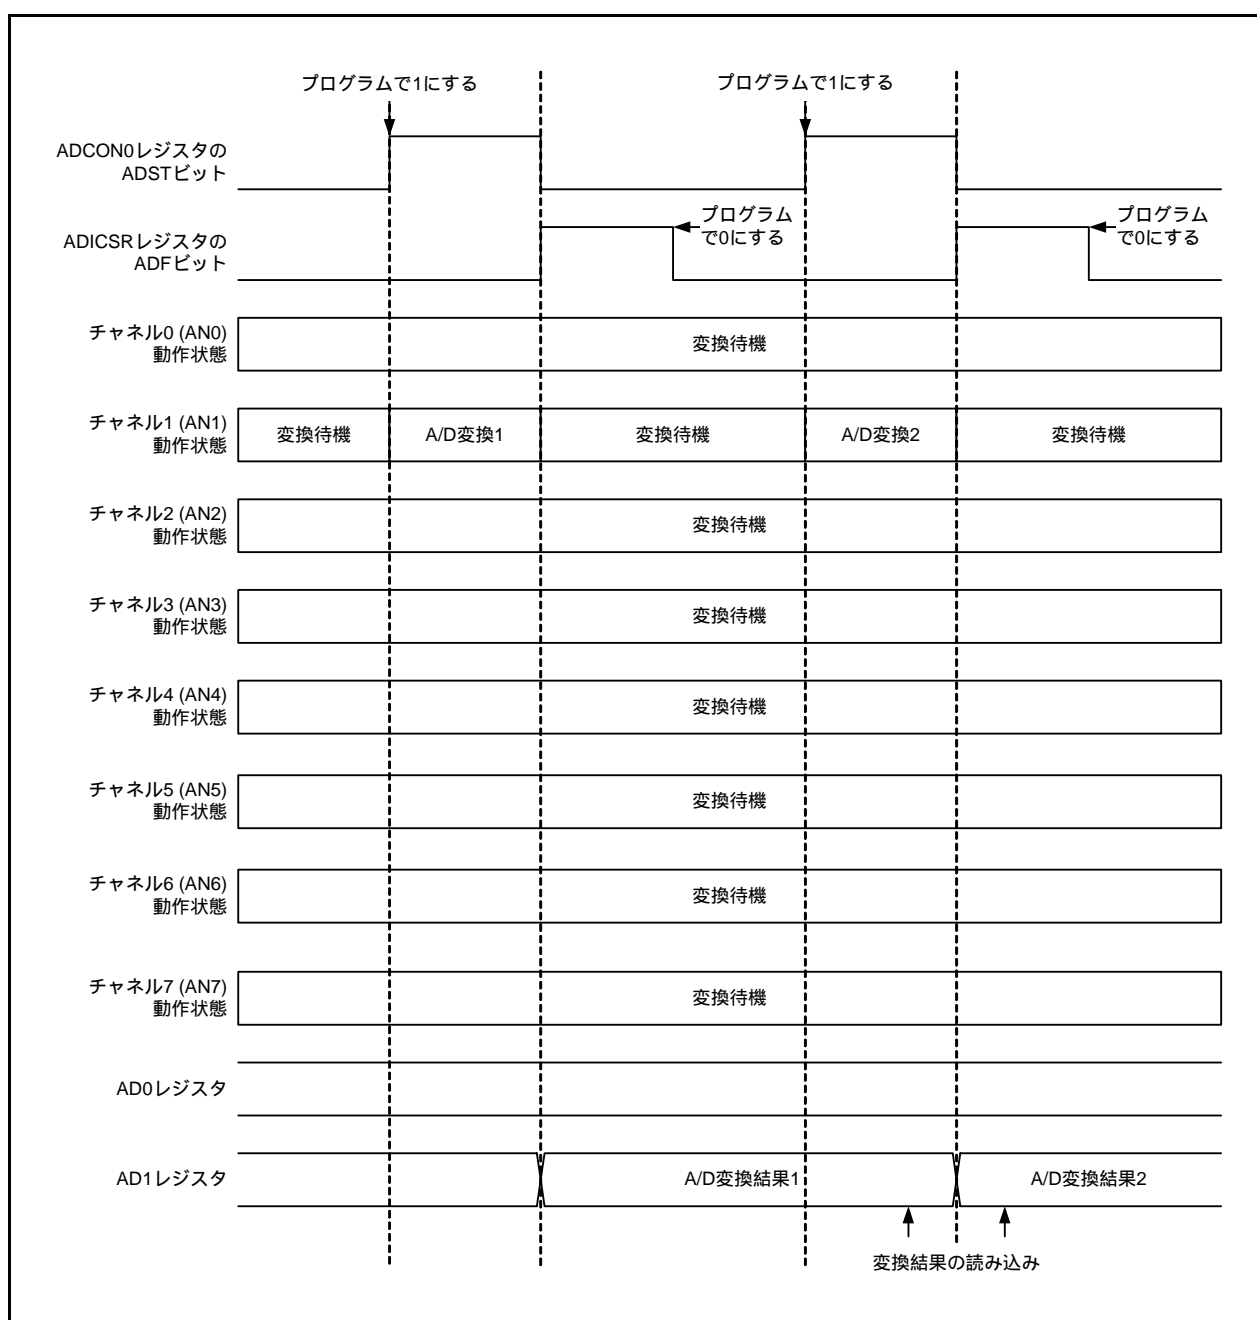 プログラムで1にする
プログラムで1にする
ADCON0レジスタの
ADSTビット
プログラム
で0にする
プログラム
で0にする
ADICSRレジスタの
ADFビット
チャネル0 (AN0)
動作状態
変換待機
チャネル1 (AN1)
動作状態
変換待機
A/D変換1
変換待機
A/D変換2
変換待機
チャネル2 (AN2)
動作状態
変換待機
チャネル3 (AN3)
動作状態
変換待機
チャネル4 (AN4)
動作状態
変換待機
チャネル5 (AN5)
動作状態
変換待機
チャネル6 (AN6)
動作状態
変換待機
チャネル7 (AN7)
動作状態
変換待機
AD0レジスタ
AD1レジスタ
A/D変換結果1
A/D変換結果2
変換結果の読み込み